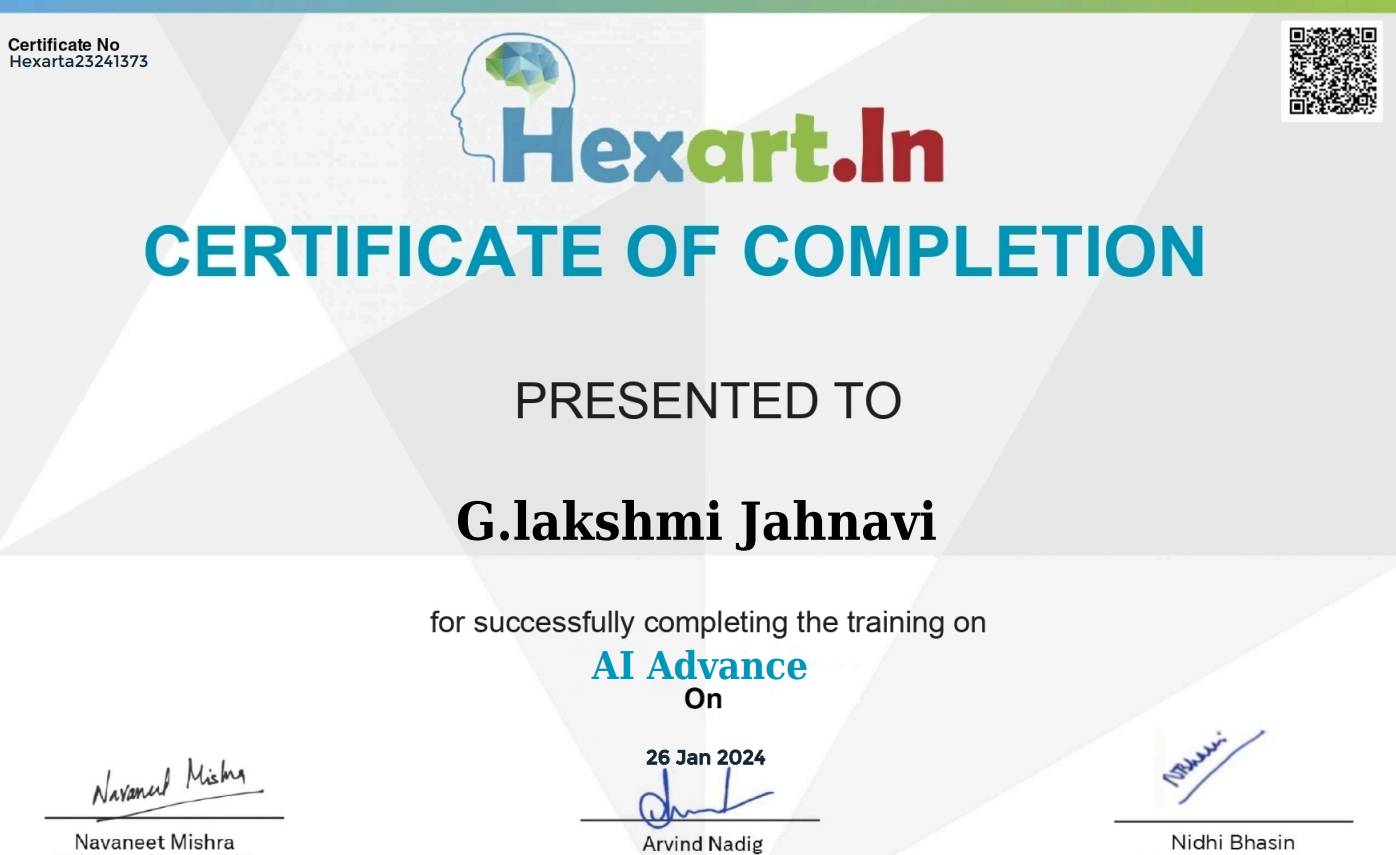 Certificate No
Hexarta23241373
Hexart.In
CERTIFICATE OF COMPLETION
PRESENTED TO
G.lakshmi Jahnavi
for successfully completing the training on
AI Advance
On
26 Jan 2024
Navaneet Mishra
Navaneet Mishra
Arvind Nadig
Nidhi Bhasin